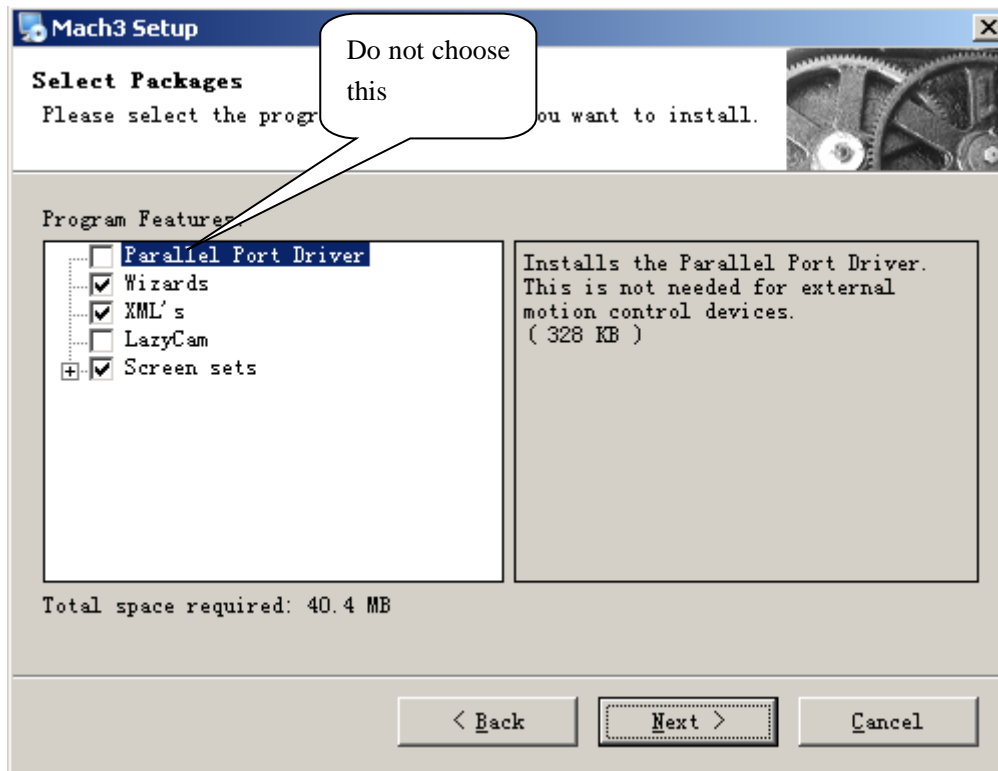 Mach3 Setup
Do not choose
this
Select Packages
Please select the progr ou want to install.
Program Features:
Parallel Port Driver
Wizards
XML's
LazyCam
Screen sets
Installs the Parallel Port Driver.
This is not needed for external
motion control devices.
( 328 KB )
Total space required: 40.4 MB
< Back
Next >
Cancel